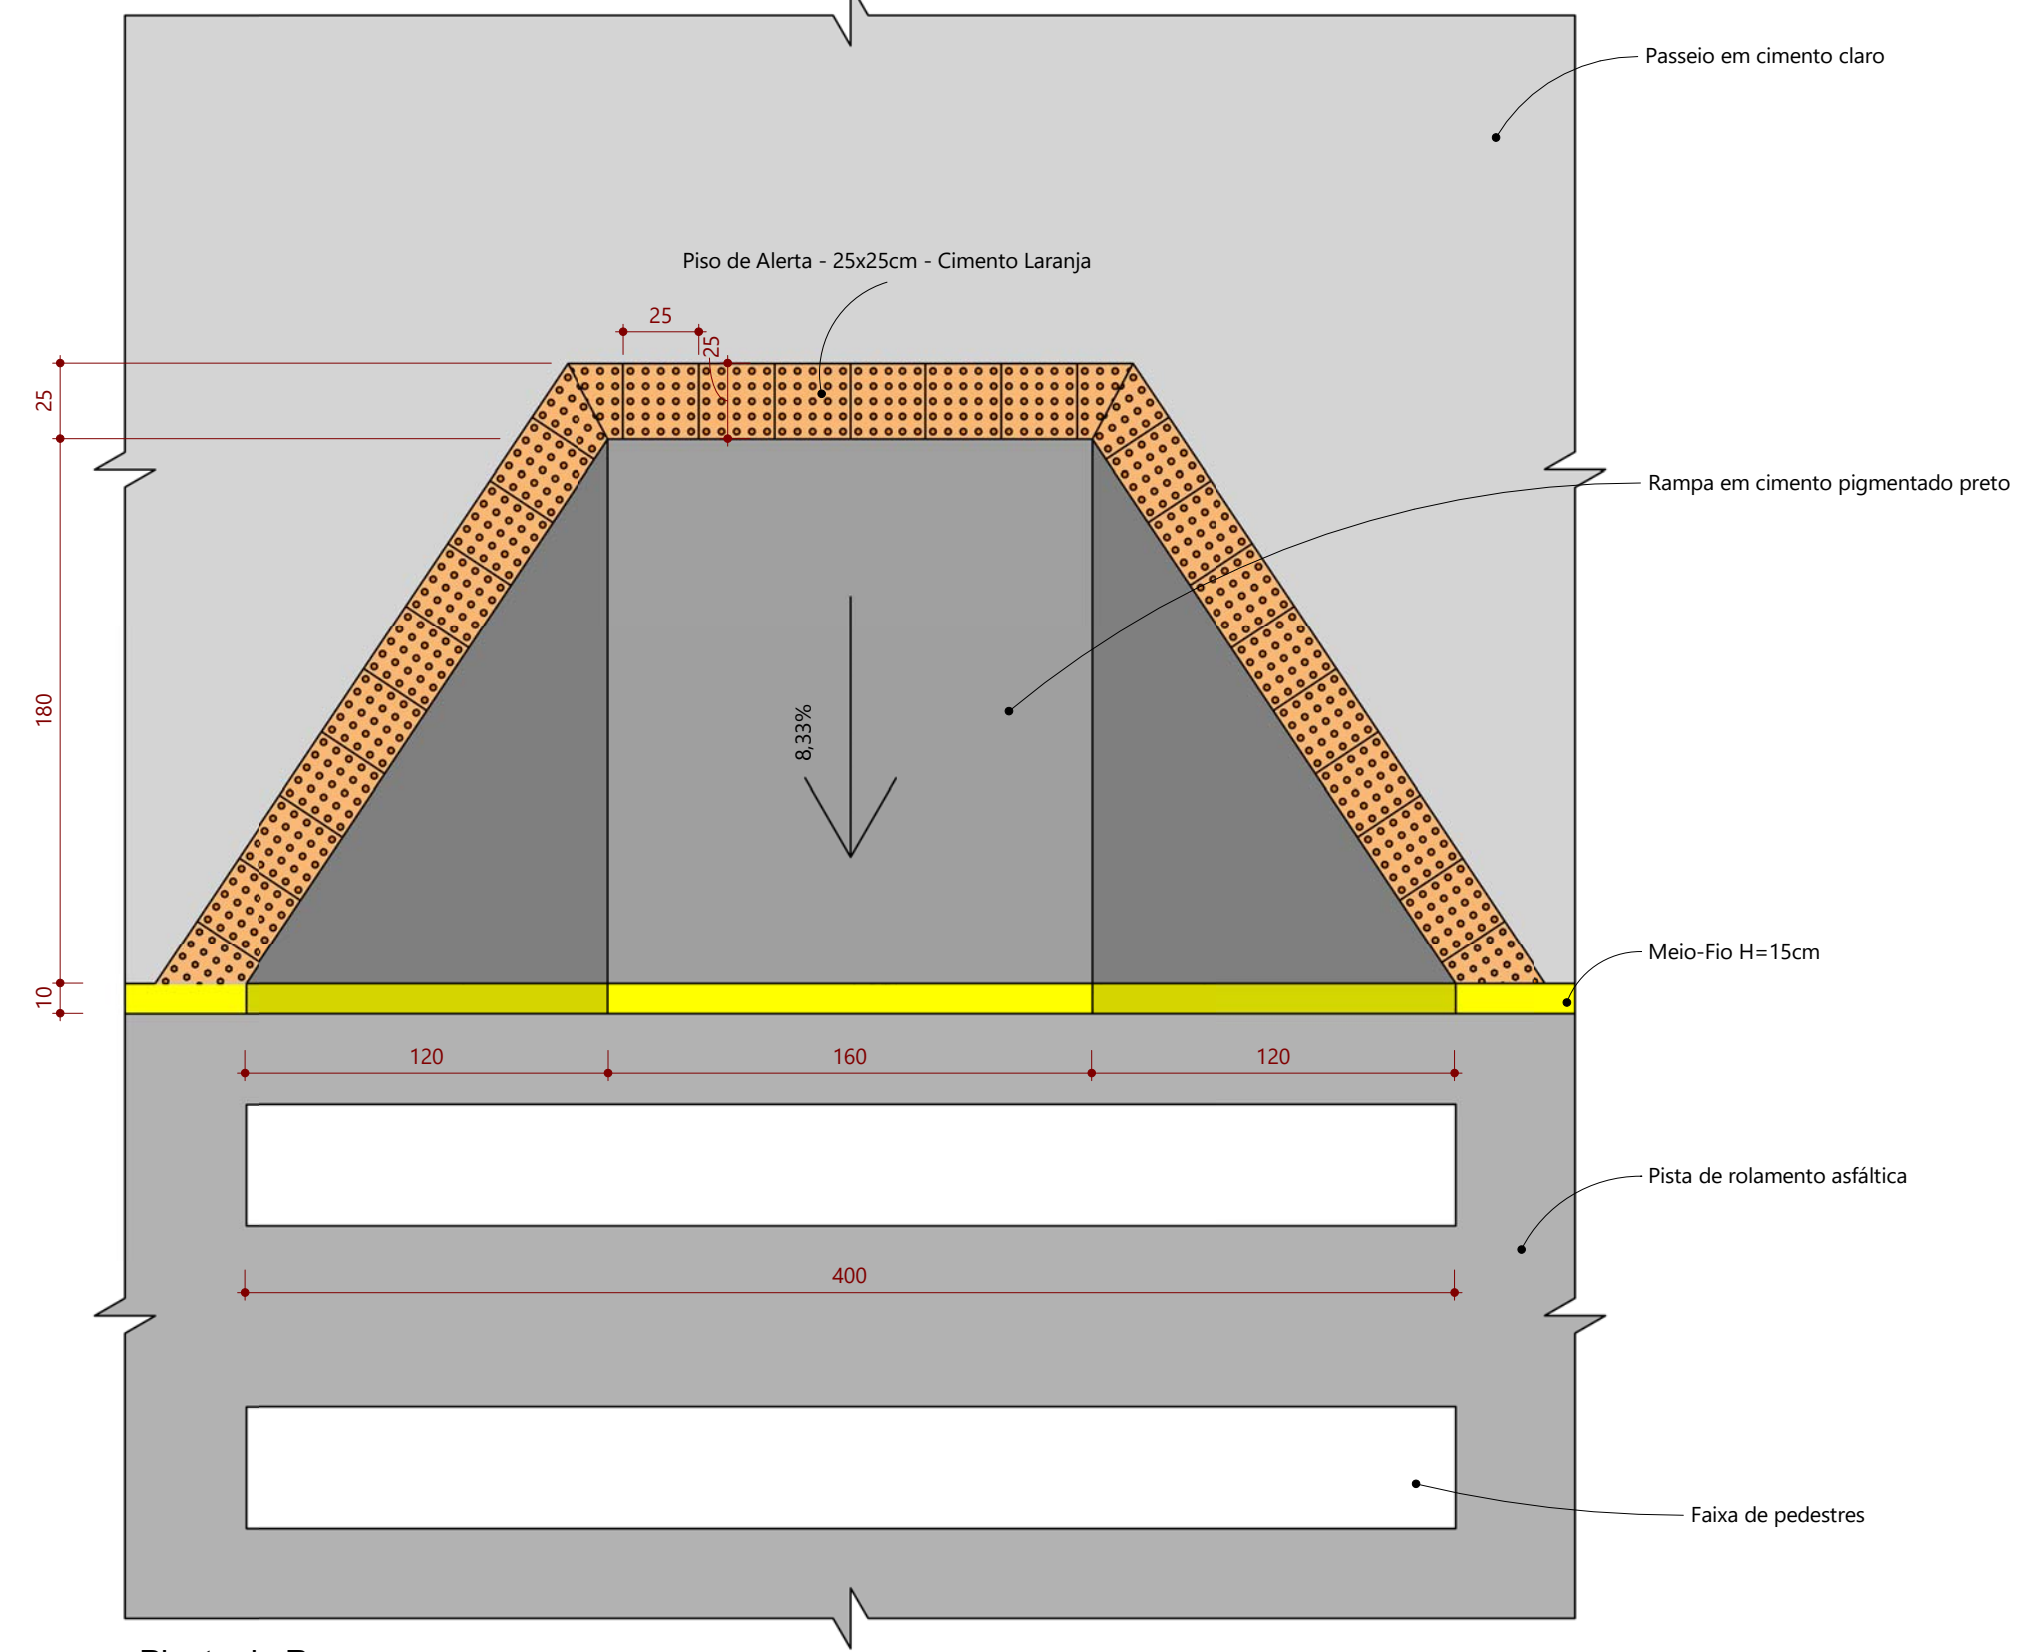 Passeio em cimento claro
Piso de Alerta - 25x25cm - Cimento Laranja
25
25
25
Rampa em cimento pigmentado preto
180
8,33%
Meio-Fio H=15cm
10
120
160
120
Pista de rolamento asfáltica
400
Faixa de pedestres